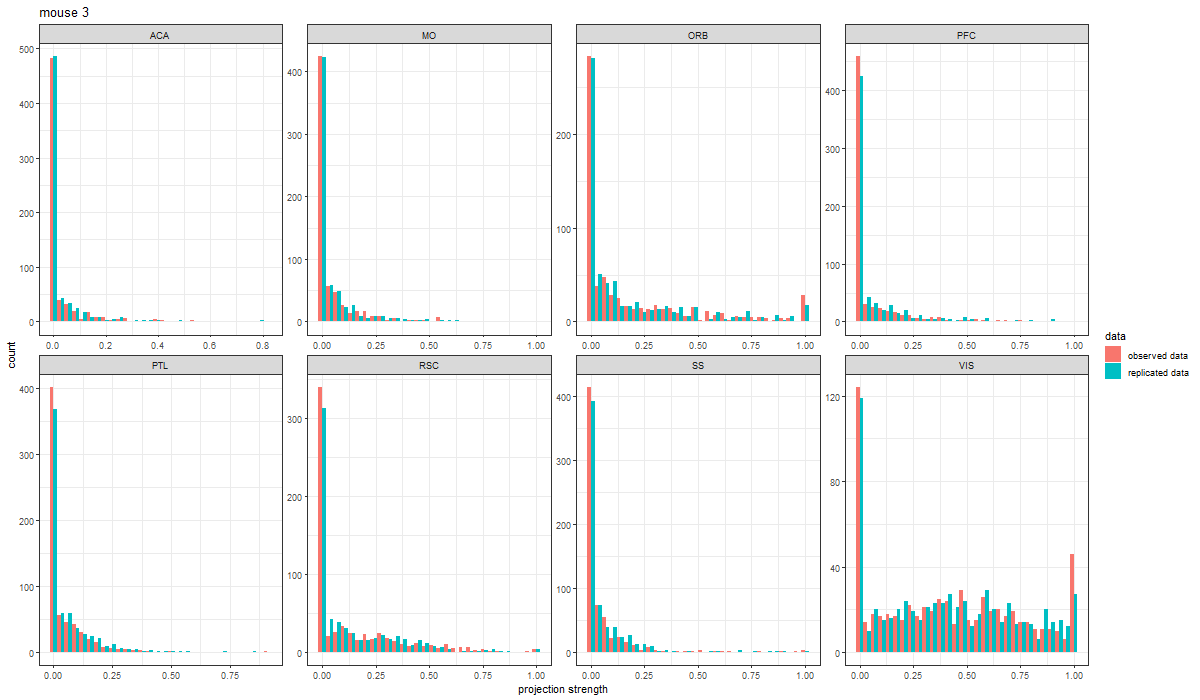 mouse 3
ACA
MO
ORB
PFC
500
400
300
200
100
0
0.0 0.2 0.4 0.6 0.8
400
300
200
100
0
0.00 0.25 0.50 0.75 1.00
200
100
0
0.00 0.25 0.50 0.75 1.00
400
300
200
100
0
0.00 0.25 0.50 0.75 1.00
PTL
RSC
SS
VIS
400
300
200
100
0
0.00 0.25 0.50 0.75
300
200
100
0
0.00 0.25 0.50 0.75 1.00
400
300
200
100
0
0.00 0.25 0.50 0.75 1.00
120
80
40
0
0.00 0.25 0.50 0.75 1.00
count
projection strength
data
observed data
replicated data